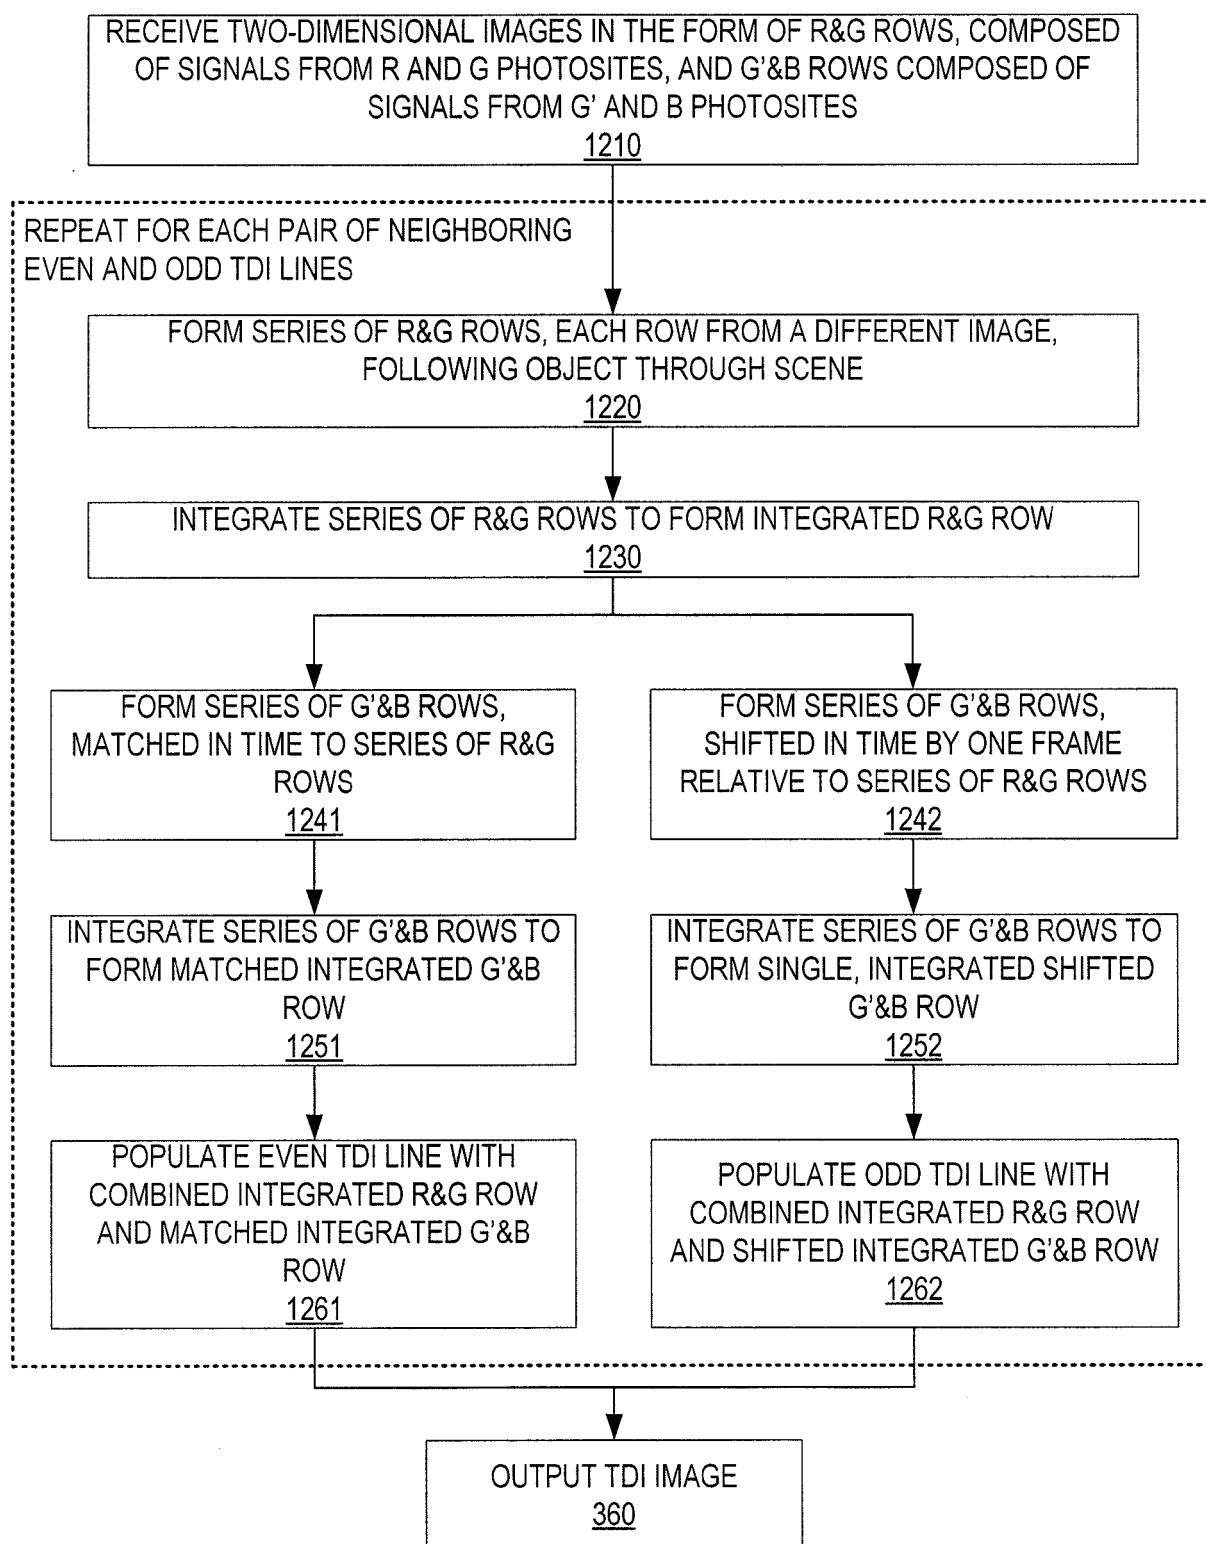 RECEIVE TWO-DIMENSIONAL IMAGES IN THE FORM OF R&G ROWS, COMPOSED
OF SIGNALS FROM R AND G PHOTOSITES, AND G'&B ROWS COMPOSED OF
SIGNALS FROM G' AND B PHOTOSITES
1210
REPEAT FOR EACH PAIR OF NEIGHBORING
EVEN AND ODD TDI LINES
FORM SERIES OF R&G ROWS, EACH ROW FROM A DIFFERENT IMAGE,
FOLLOWING OBJECT THROUGH SCENE
1220
INTEGRATE SERIES OF R&G ROWS TO FORM INTEGRATED R&G ROW
1230
FORM SERIES OF G'&B ROWS,
MATCHED IN TIME TO SERIES OF R&G
ROWS
1241
FORM SERIES OF G'&B ROWS,
SHIFTED IN TIME BY ONE FRAME
RELATIVE TO SERIES OF R&G ROWS
1242
INTEGRATE SERIES OF G'&B ROWS TO
FORM MATCHED INTEGRATED G'&B
ROW
1251
INTEGRATE SERIES OF G'&B ROWS TO
FORM SINGLE, INTEGRATED SHIFTED
G'&B ROW
1252
POPULATE EVEN TDI LINE WITH
COMBINED INTEGRATED R&G ROW
AND MATCHED INTEGRATED G'&B
ROW
1261
POPULATE ODD TDI LINE WITH
COMBINED INTEGRATED R&G ROW
AND SHIFTED INTEGRATED G'&B ROW
1262
OUTPUT TDI IMAGE
360